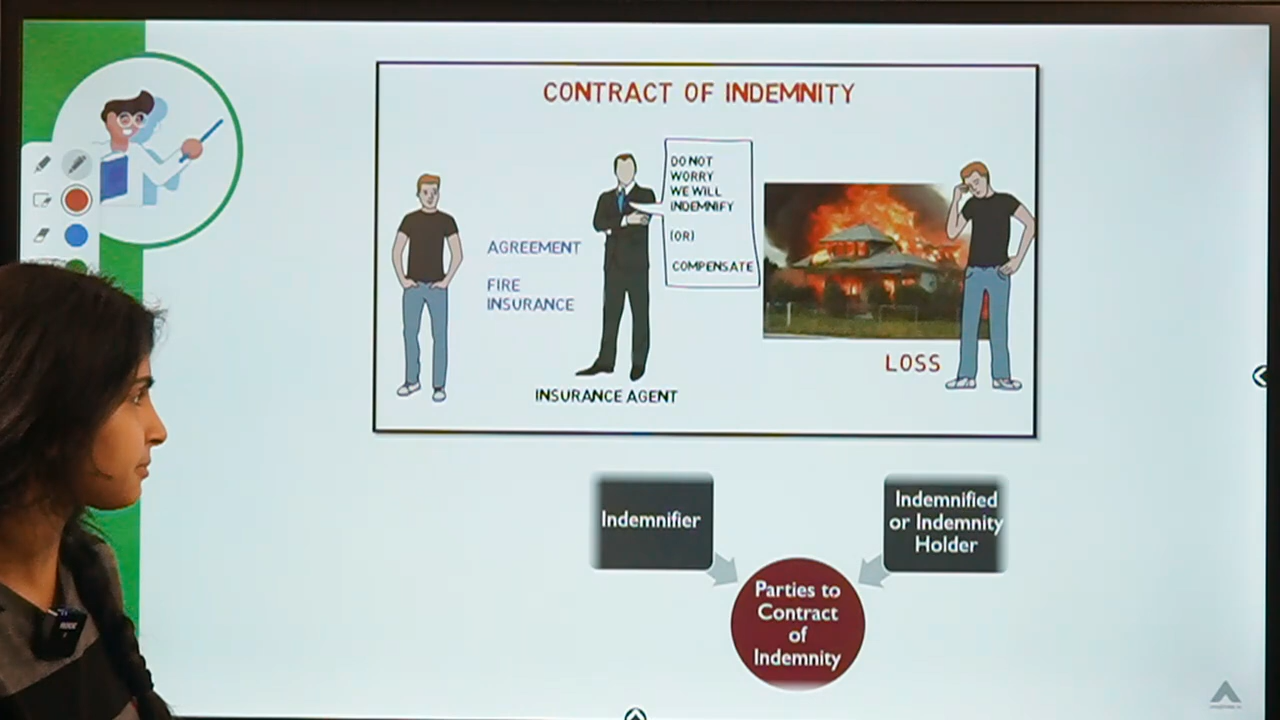 CONTRACT OF INDEMNITY
AGREEMENT
FIRE
INSURANCE
DO NOT
WORRY
WE WILL
INDEMNIFY
(OR)
COMPENSATE
INSURANCE AGENT
LOSS
Indemnifier
Indemnified
or Indemnity
Holder
Parties to
Contract
of
Indemnity